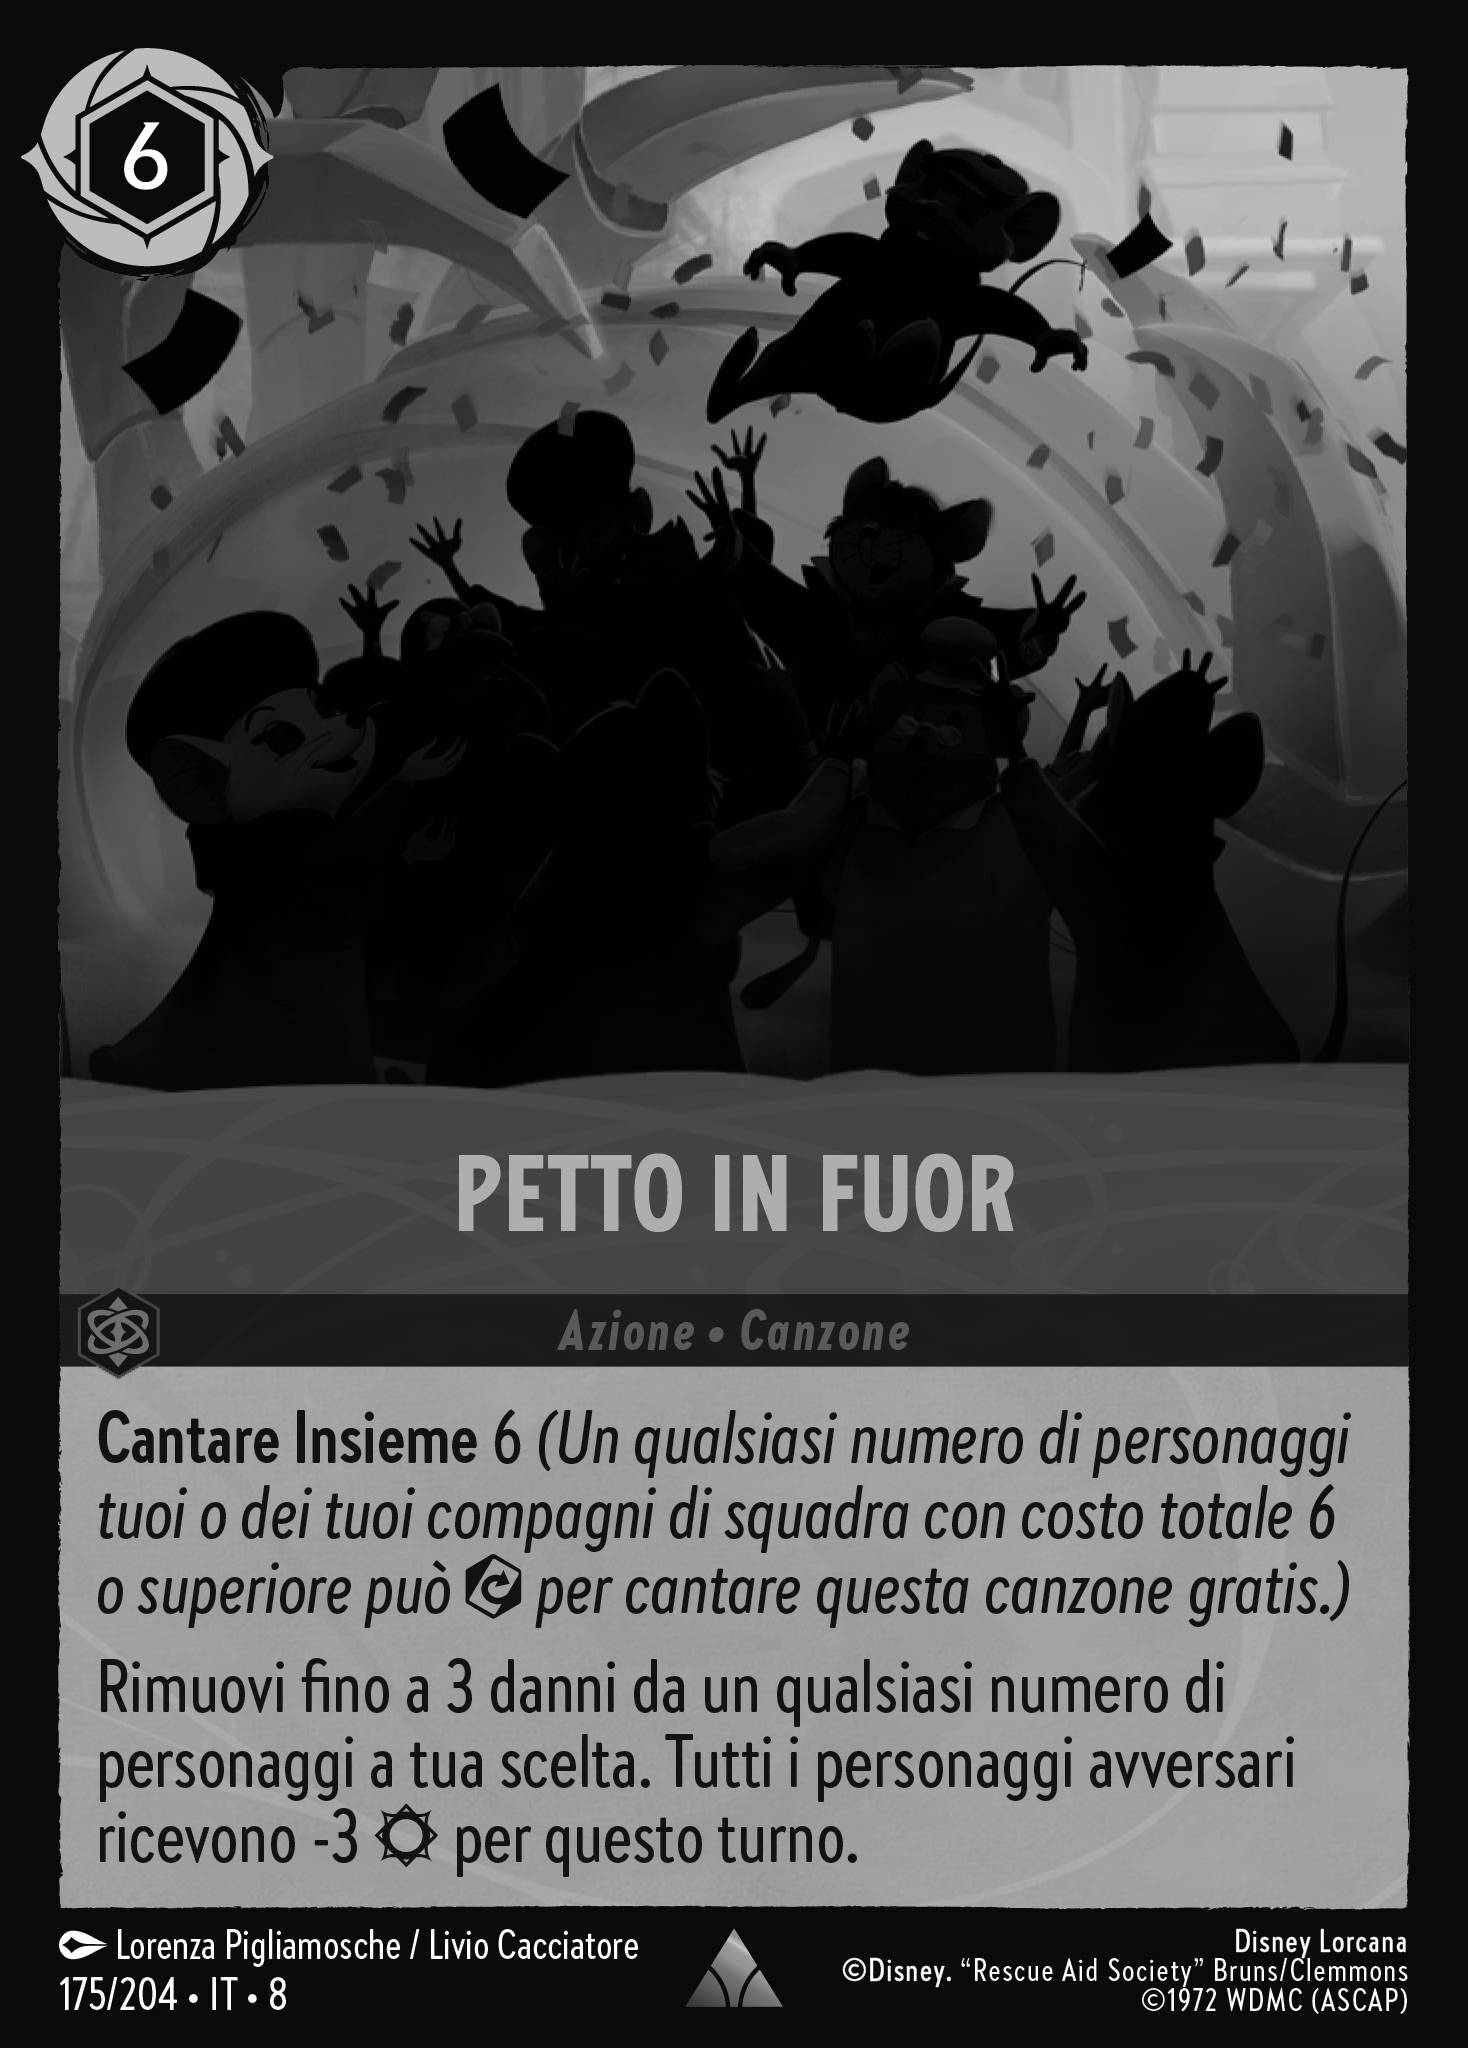 6
PETTO IN FUOR
Azione • Canzone
Cantare Insieme 6 (Un qualsiasi numero di personaggi
tuoi o dei tuoi compagni di squadra con costo totale 6
o superiore può per cantare questa canzone gratis.)
Rimuovi fino a 3 danni da un qualsiasi numero di
personaggi a tua scelta. Tutti i personaggi avversari
ricevono -3 per questo turno.
Lorenza Pigliamosche / Livio Cacciatore
175/204 • IT • 8
Disney Lorcana
©Disney. “Rescue Aid Society” Bruns/Clemmons
©1972 WDMC (ASCAP)